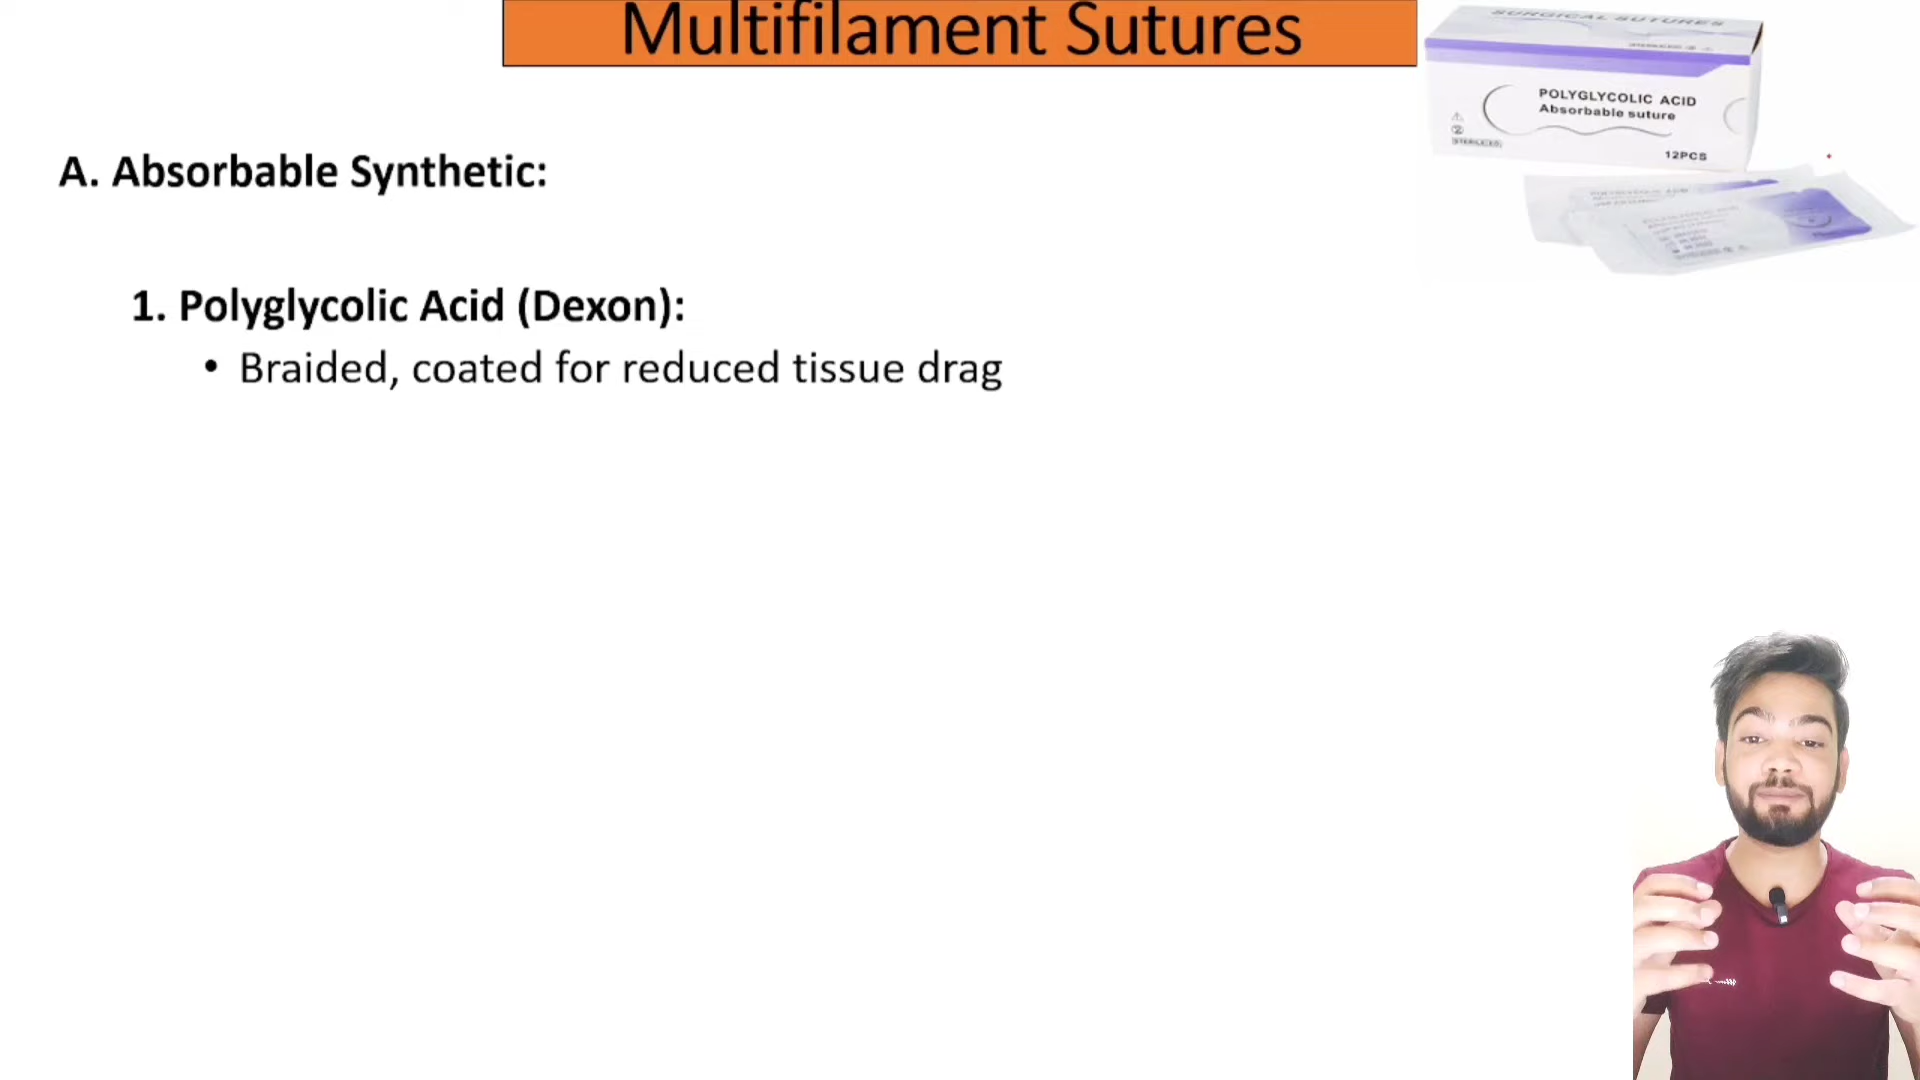 Multifilament Sutures
SURGICAL SUTURES
POLYGLYCOLIC ACID
Absorbable suture
12PCS
A. Absorbable Synthetic:
1. Polyglycolic Acid (Dexon):
• Braided, coated for reduced tissue drag